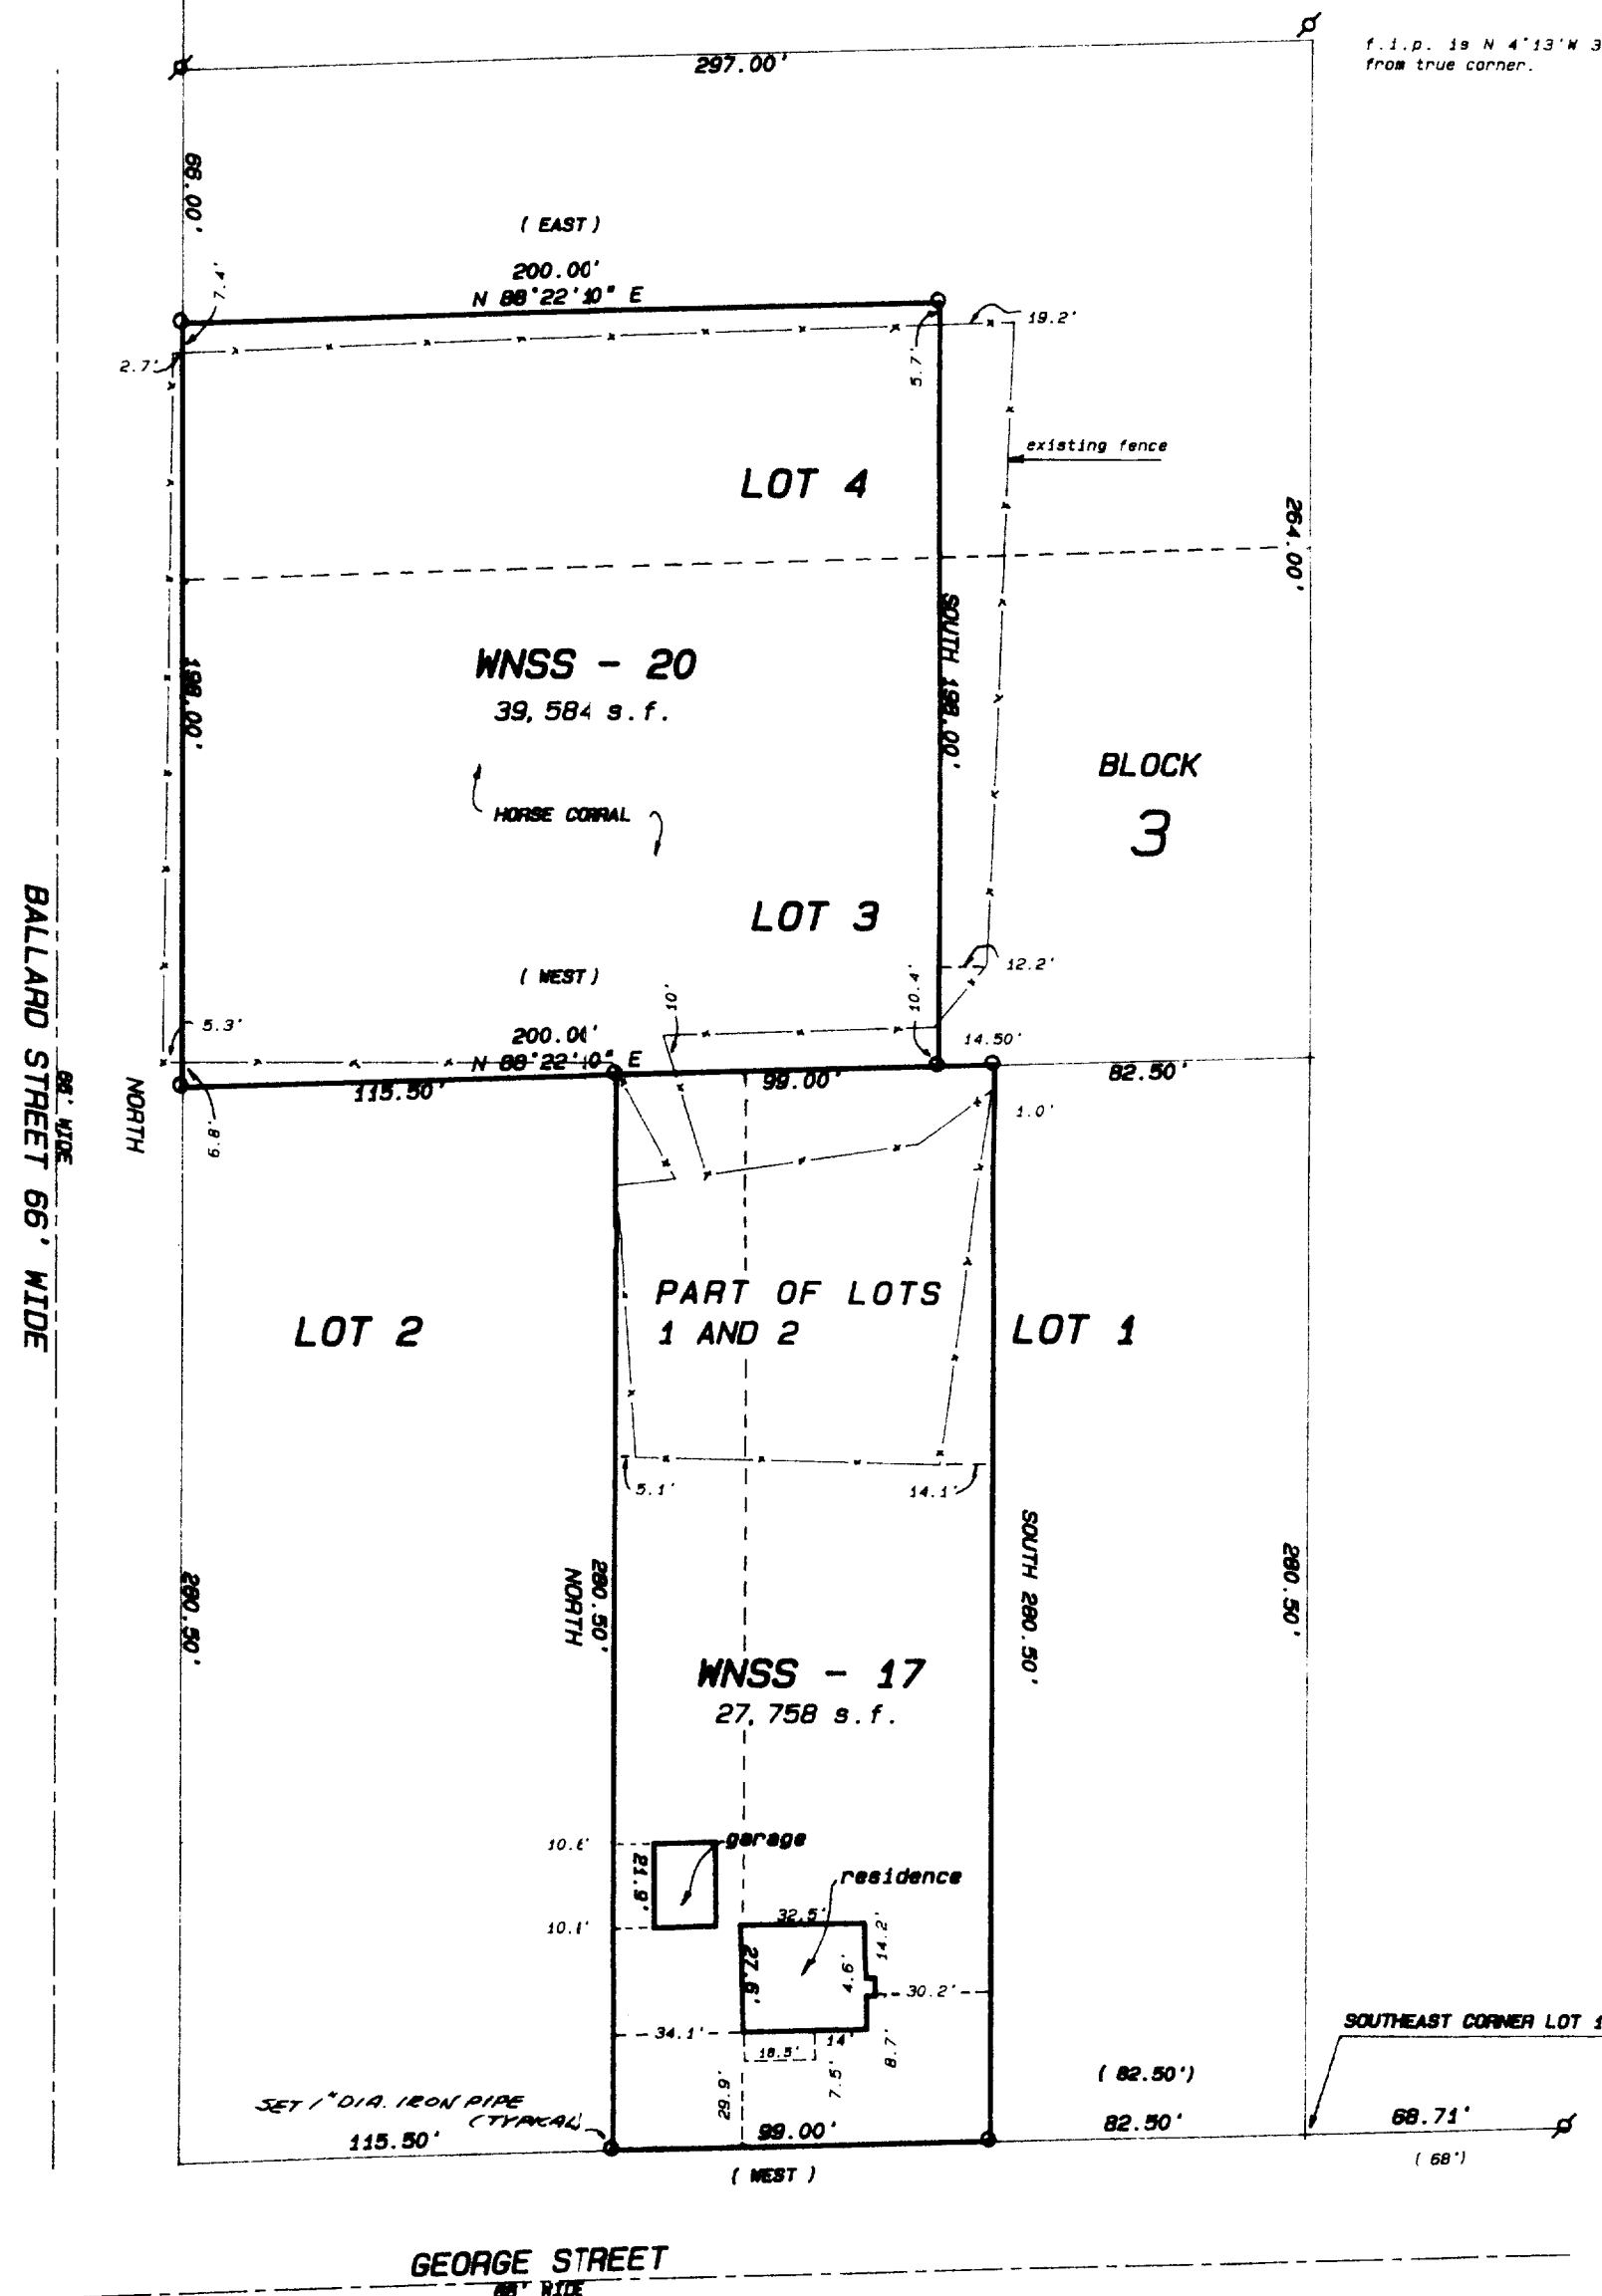 f.i.p. is N 4°13'W 3
from true corner.
297.00'
66.00'
( EAST )
200.00'
N 88°22'10" E
7.4'
2.7'
19.2'
5.7'
existing fence
LOT 4
264.00'
WNSS - 20
39,584 s.f.
198.00'
SOUTH 198.00'
BLOCK
3
HORSE CORRAL
LOT 3
( WEST )
200.00'
N 88°22'10" E
10'
10.4'
12.2'
14.50'
5.3'
115.50'
99.00'
82.50'
1.0'
6.8'
NORTH
BALLARD STREET 66' WIDE
66' WIDE
PART OF LOTS
1 AND 2
LOT 2
LOT 1
5.1'
14.1'
280.50'
280.50'
NORTH
SOUTH 280.50'
280.50'
WNSS - 17
27,758 s.f.
garage
10.6'
21.9'
residence
32.5'
27.6'
4.6'
14.2'
30.2'
34.1'
18.5'
14'
7.5'
8.7'
29.9'
SOUTHEAST CORNER LOT 1
( 82.50')
SET 1" DIA. IRON PIPE
(TYPICAL)
115.50'
99.00'
82.50'
68.71'
( 68')
( WEST )
GEORGE STREET
66' WIDE